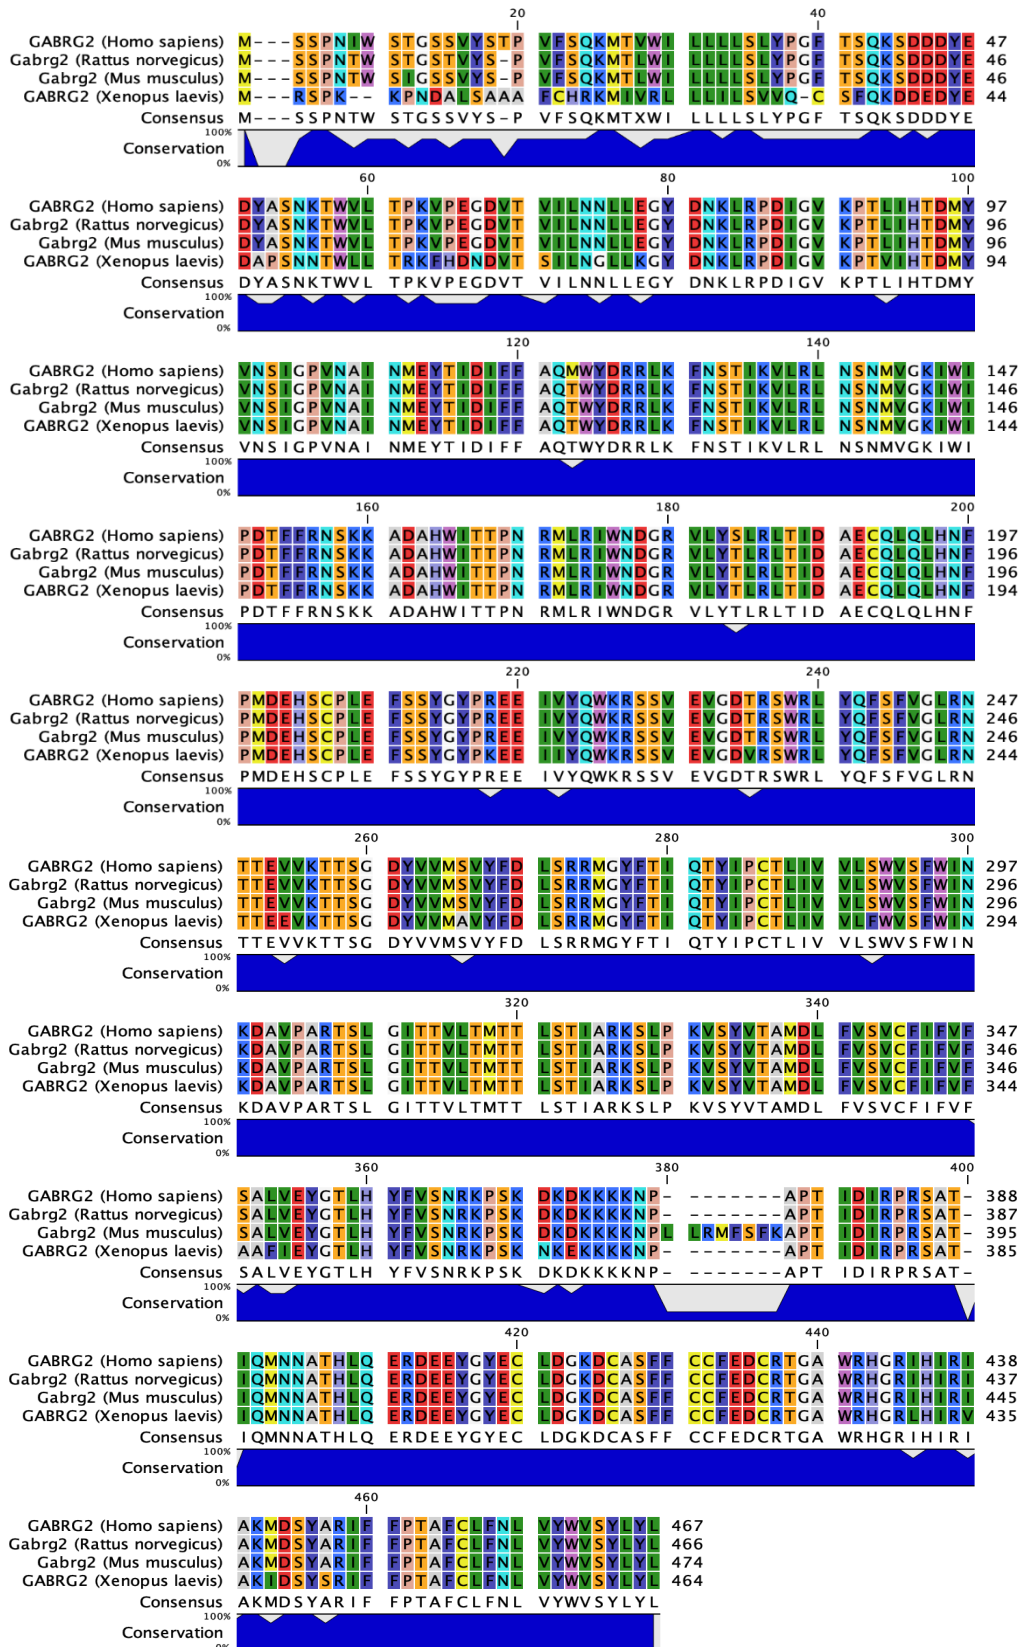 20 40
GABRG2 (Homo sapiens) M---SSPNIW STGSSVYSTP VFSQKMTVWI LLLLSLYPGF TSQKSDDDYE 47
Gabrg2 (Rattus norvegicus) M---SSPNTW STGSSVYS-P VFSQKMTLWI LLLLSLYPGF TSQKSDDDYE 46
Gabrg2 (Mus musculus) M---SSPNTW SIGSSVYS-P VFSQKMTLWI LLLLSLYPGF TSQKSDDDYE 46
GABRG2 (Xenopus laevis) M---RSPK-- KPNDALSAAA FCHRKMIVRL LLILSVVQ-C SFQKDDEDYE 44
Consensus M---SSPNTW STGSSVYS-P VFSQKMTXWI LLLLSLYPGF TSQKSDDDYE
100%
Conservation
0%
60 80 100
GABRG2 (Homo sapiens) DYASNKTWVL TPKVPEGDVT VILNNLLEGY DNKLRPDIGV KPTLIHTDMY 97
Gabrg2 (Rattus norvegicus) DYASNKTWVL TPKVPEGDVT VILNNLLEGY DNKLRPDIGV KPTLIHTDMY 96
Gabrg2 (Mus musculus) DYASNKTWVL TPKVPEGDVT VILNNLLEGY DNKLRPDIGV KPTLIHTDMY 96
GABRG2 (Xenopus laevis) DAPSNNTWLL TRKFHDNDVT SILNGLLKGY DNKLRPDIGV KPTVIHTDMY 94
Consensus DYASNKTWVL TPKVPEGDVT VILNNLLEGY DNKLRPDIGV KPTLIHTDMY
100%
Conservation
0%
120 140
GABRG2 (Homo sapiens) VNSIGPVNAI NMEYTIDIFF AQMWYDRRLK FNSTIKVLRL NSNMVGKIWI 147
Gabrg2 (Rattus norvegicus) VNSIGPVNAI NMEYTIDIFF AQTWYDRRLK FNSTIKVLRL NSNMVGKIWI 146
Gabrg2 (Mus musculus) VNSIGPVNAI NMEYTIDIFF AQTWYDRRLK FNSTIKVLRL NSNMVGKIWI 146
GABRG2 (Xenopus laevis) VNSIGPVNAI NMEYTIDIFF AQTWYDRRLK FNSTIKVLRL NSNMVGKIWI 144
Consensus VNSIGPVNAI NMEYTIDIFF AQTWYDRRLK FNSTIKVLRL NSNMVGKIWI
100%
Conservation
0%
160 180 200
GABRG2 (Homo sapiens) PDTFFRNSKK ADAHWITTPN RMLRIWNDGR VLYSLRLTID AECQLQLHNF 197
Gabrg2 (Rattus norvegicus) PDTFFRNSKK ADAHWITTPN RMLRIWNDGR VLYTLRLTID AECQLQLHNF 196
Gabrg2 (Mus musculus) PDTFFRNSKK ADAHWITTPN RMLRIWNDGR VLYTLRLTID AECQLQLHNF 196
GABRG2 (Xenopus laevis) PDTFFRNSKK ADAHWITTPN RMLRIWNDGR VLYTLRLTID AECQLQLHNF 194
Consensus PDTFFRNSKK ADAHWITTPN RMLRIWNDGR VLYTLRLTID AECQLQLHNF
100%
Conservation
0%
220 240
GABRG2 (Homo sapiens) PMDEHSCPLE FSSYGYPREE IVYQWKRSSV EVGDTRSWRL YQFSFVGLRN 247
Gabrg2 (Rattus norvegicus) PMDEHSCPLE FSSYGYPREE IVYQWKRSSV EVGDTRSWRL YQFSFVGLRN 246
Gabrg2 (Mus musculus) PMDEHSCPLE FSSYGYPREE IVYQWKRSSV EVGDTRSWRL YQFSFVGLRN 246
GABRG2 (Xenopus laevis) PMDEHSCPLE FSSYGYPKEE IIYQWKRSSV EVGDVRSWRL YQFSFVGLRN 244
Consensus PMDEHSCPLE FSSYGYPREE IVYQWKRSSV EVGDTRSWRL YQFSFVGLRN
100%
Conservation
0%
260 280 300
GABRG2 (Homo sapiens) TTEVVKTTSG DYVVMSVYFD LSRRMGYFTI QTYIPCTLIV VLSWVSFWIN 297
Gabrg2 (Rattus norvegicus) TTEVVKTTSG DYVVMSVYFD LSRRMGYFTI QTYIPCTLIV VLSWVSFWIN 296
Gabrg2 (Mus musculus) TTEVVKTTSG DYVVMSVYFD LSRRMGYFTI QTYIPCTLIV VLSWVSFWIN 296
GABRG2 (Xenopus laevis) TTEEVKTTSG DYVVMAVYFD LSRRMGYFTI QTYIPCTLIV VLFWVSFWIN 294
Consensus TTEVVKTTSG DYVVMSVYFD LSRRMGYFTI QTYIPCTLIV VLSWVSFWIN
100%
Conservation
0%
320 340
GABRG2 (Homo sapiens) KDAVPARTSL GITTVLTMTT LSTIARKSLP KVSYVTAMDL FVSVCFIFVF 347
Gabrg2 (Rattus norvegicus) KDAVPARTSL GITTVLTMTT LSTIARKSLP KVSYVTAMDL FVSVCFIFVF 346
Gabrg2 (Mus musculus) KDAVPARTSL GITTVLTMTT LSTIARKSLP KVSYVTAMDL FVSVCFIFVF 346
GABRG2 (Xenopus laevis) KDAVPARTSL GITTVLTMTT LSTIARKSLP KVSYVTAMDL FVSVCFIFVF 344
Consensus KDAVPARTSL GITTVLTMTT LSTIARKSLP KVSYVTAMDL FVSVCFIFVF
100%
Conservation
0%
360 380 400
GABRG2 (Homo sapiens) SALVEYGTLH YFVSNRKPSK DKDKKKKNP- -------APT IDIRPRSAT- 388
Gabrg2 (Rattus norvegicus) SALVEYGTLH YFVSNRKPSK DKDKKKKNP- -------APT IDIRPRSAT- 387
Gabrg2 (Mus musculus) SALVEYGTLH YFVSNRKPSK DKDKKKKNPL LRMFSFKAPT IDIRPRSAT- 395
GABRG2 (Xenopus laevis) AAFIEYGTLH YFVSNRKPSK NKEKKKKNP- -------APT IDIRPRSAT- 385
Consensus SALVEYGTLH YFVSNRKPSK DKDKKKKNP- -------APT IDIRPRSAT-
100%
Conservation
0%
420 440
GABRG2 (Homo sapiens) IQMNNATHLQ ERDEEYGYEC LDGKDCASFF CCFEDCRTGA WRHGRIHIRI 438
Gabrg2 (Rattus norvegicus) IQMNNATHLQ ERDEEYGYEC LDGKDCASFF CCFEDCRTGA WRHGRIHIRI 437
Gabrg2 (Mus musculus) IQMNNATHLQ ERDEEYGYEC LDGKDCASFF CCFEDCRTGA WRHGRIHIRI 445
GABRG2 (Xenopus laevis) IQMNNATHLQ ERDEEYGYEC LDGKDCASFF CCFEDCRTGA WRHGRLHIRV 435
Consensus IQMNNATHLQ ERDEEYGYEC LDGKDCASFF CCFEDCRTGA WRHGRIHIRI
100%
Conservation
0%
460
GABRG2 (Homo sapiens) AKMDSYARIF FPTAFCLFNL VYWVSYLYL 467
Gabrg2 (Rattus norvegicus) AKMDSYARIF FPTAFCLFNL VYWVSYLYL 466
Gabrg2 (Mus musculus) AKMDSYARIF FPTAFCLFNL VYWVSYLYL 474
GABRG2 (Xenopus laevis) AKIDSYSRIF FPTAFCLFNL VYWVSYLYL 464
Consensus AKMDSYARIF FPTAFCLFNL VYWVSYLYL
100%
Conservation
0%